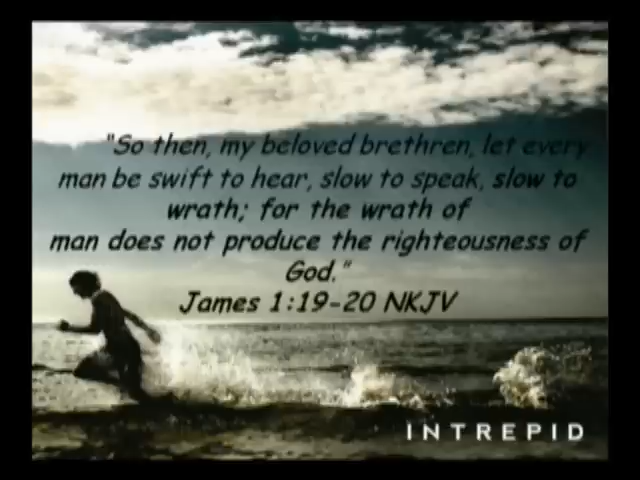 "So then, my beloved brethren, let every
man be swift to hear, slow to speak, slow to
wrath; for the wrath of
man does not produce the righteousness of
God."
James 1:19-20 NKJV
INTREPID